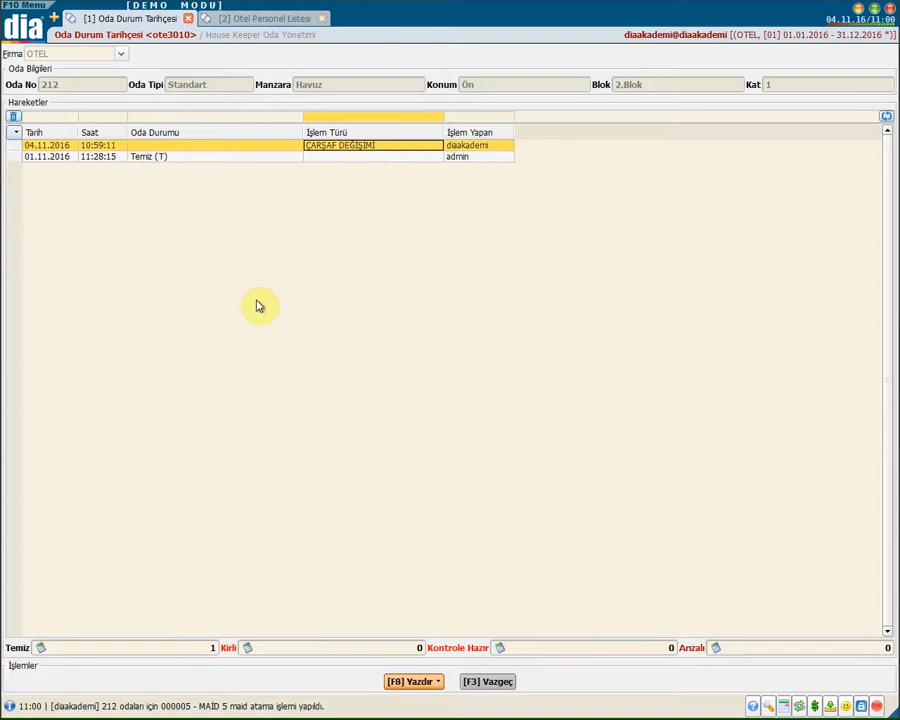 F10 Menu
[ D E M O   M O D U ]
dia
[1] Oda Durum Tarihçesi
[2] Otel Personel Listesi
04.11.16/11:00
Oda Durum Tarihçesi <ote3010> / House Keeper Oda Yönetimi
diaakademi@diaakademi [(OTEL, [01] 01.01.2016 - 31.12.2016 *)]
Firma OTEL
Oda Bilgileri
Oda No 212 Oda Tipi Standart Manzara Havuz Konum Ön Blok 2.Blok Kat 1
Hareketler
Tarih Saat Oda Durumu İşlem Türü İşlem Yapan
04.11.2016 10:59:11 ÇARŞAF DEĞİŞİMİ diaakademi
01.11.2016 11:28:15 Temiz (T) admin
Temiz 1 Kirli 0 Kontrole Hazır 0 Arızalı 0
İşlemler
[F8] Yazdır [F3] Vazgeç
11:00 | [diaakademi] 212 odaları için 000005 - MAİD 5 maid atama işlemi yapıldı.